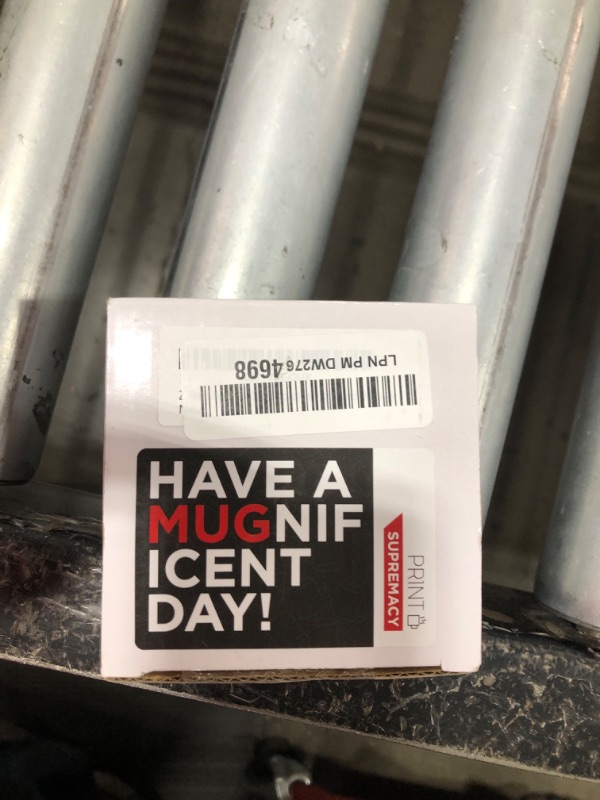 LPN PM DW2764698
HAVE A
MUGNIF
ICENT
DAY!
PRINT
SUPREMACY